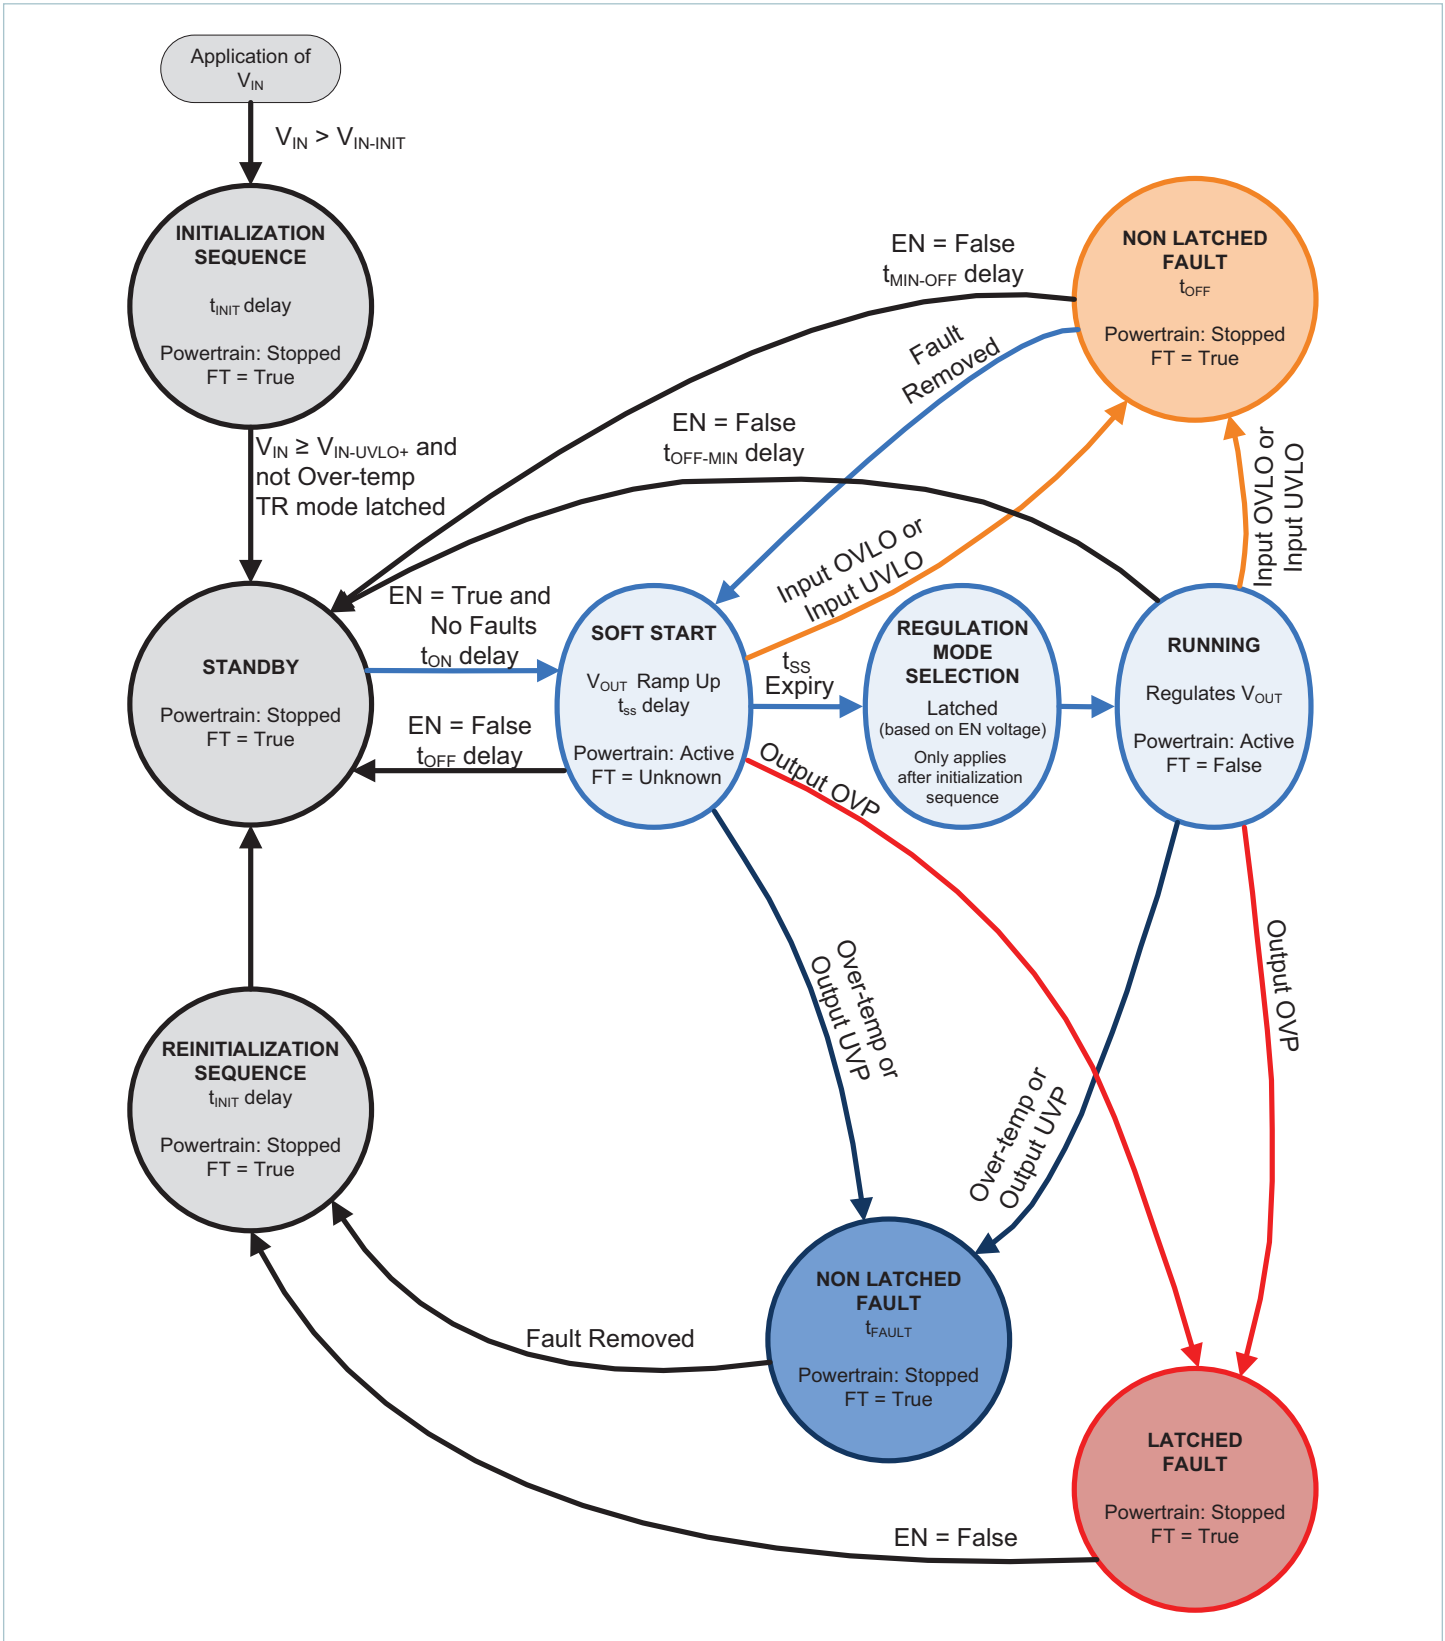 Application of
VIN
VIN > VIN-INIT
INITIALIZATION
SEQUENCE
tINIT delay
Powertrain: Stopped
FT = True
VIN ≥ VIN-UVLO+ and
not Over-temp
TR mode latched
EN = False
tMIN-OFF delay
NON LATCHED
FAULT
tOFF
Powertrain: Stopped
FT = True
Fault
Removed
EN = False
tOFF-MIN delay
Input OVLO or
Input UVLO
Input OVLO or
Input UVLO
STANDBY
Powertrain: Stopped
FT = True
EN = True and
No Faults
tON delay
EN = False
tOFF delay
SOFT START
VOUT Ramp Up
tss delay
Powertrain: Active
FT = Unknown
tSS
Expiry
REGULATION
MODE
SELECTION
Latched
(based on EN voltage)
Only applies
after initialization
sequence
RUNNING
Regulates VOUT
Powertrain: Active
FT = False
Output OVP
Over-temp or
Output UVP
Over-temp or
Output UVP
Output OVP
REINITIALIZATION
SEQUENCE
tINIT delay
Powertrain: Stopped
FT = True
Fault Removed
NON LATCHED
FAULT
tFAULT
Powertrain: Stopped
FT = True
EN = False
LATCHED
FAULT
Powertrain: Stopped
FT = True